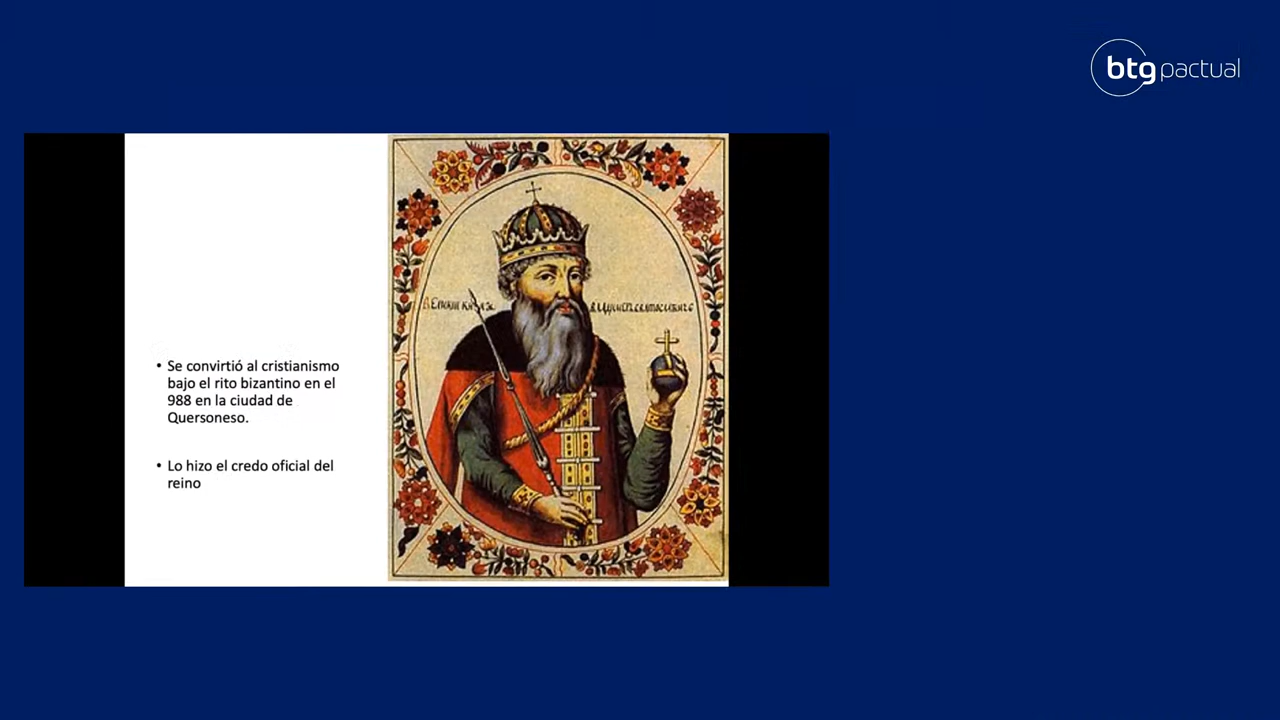 btg pactual
• Se convirtió al cristianismo
bajo el rito bizantino en el
988 en la ciudad de
Quersoneso.
• Lo hizo el credo oficial del
reino